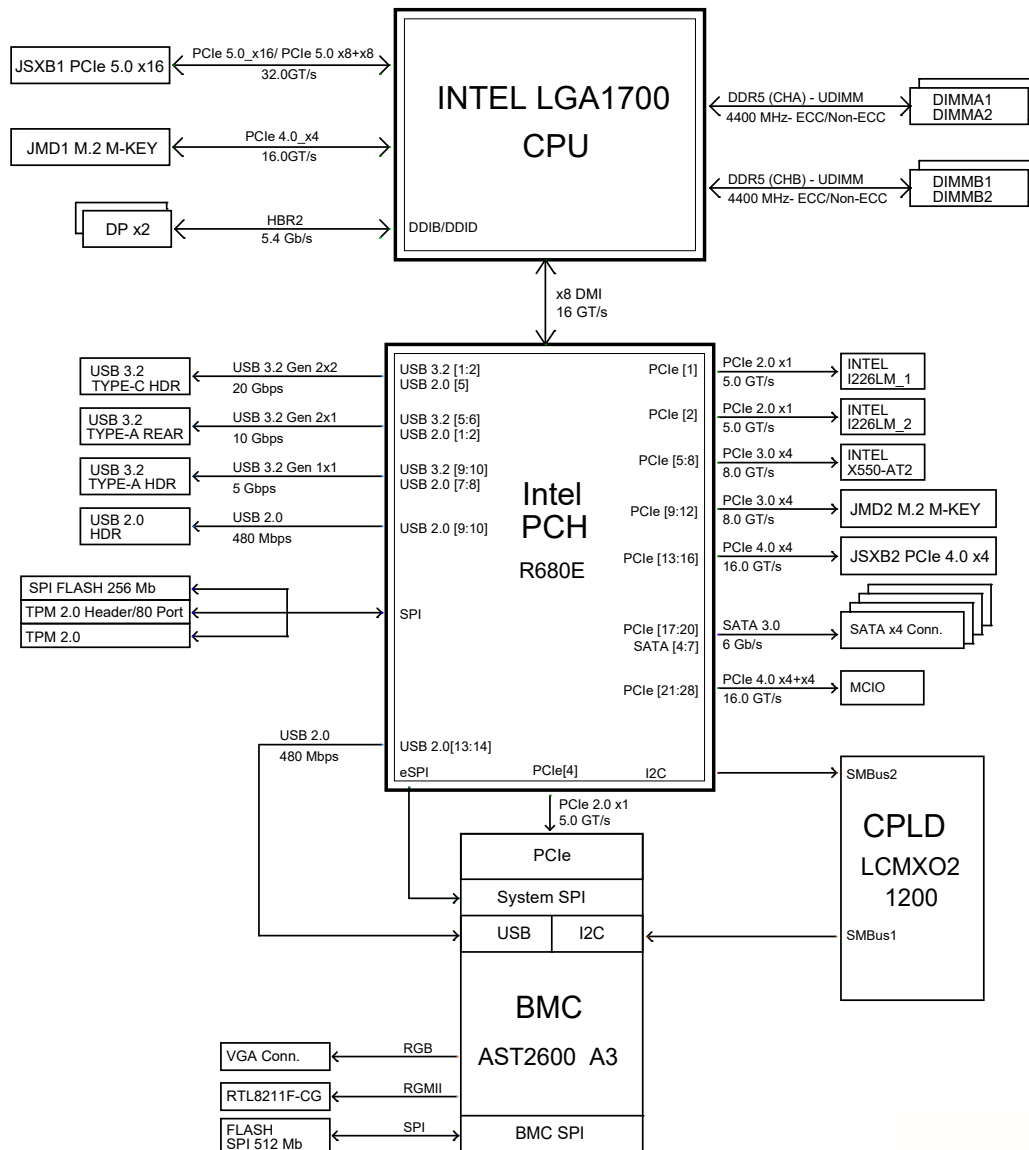 JSXB1 PCIe 5.0 x16
PCIe 5.0_x16/ PCIe 5.0 x8+x8
32.0GT/s
JMD1 M.2 M-KEY
PCIe 4.0_x4
16.0GT/s
DP x2
HBR2
5.4 Gb/s
DDIB/DDID
INTEL LGA1700
CPU
DDR5 (CHA) - UDIMM
4400 MHz- ECC/Non-ECC
DIMMA1
DIMMA2
DDR5 (CHB) - UDIMM
4400 MHz- ECC/Non-ECC
DIMMB1
DIMMB2
x8 DMI
16 GT/s
USB 3.2
TYPE-C HDR
USB 3.2 Gen 2x2
20 Gbps
USB 3.2 [1:2]
USB 2.0 [5]
USB 3.2
TYPE-A REAR
USB 3.2 Gen 2x1
10 Gbps
USB 3.2 [5:6]
USB 2.0 [1:2]
USB 3.2
TYPE-A HDR
USB 3.2 Gen 1x1
5 Gbps
USB 3.2 [9:10]
USB 2.0 [7:8]
USB 2.0
HDR
USB 2.0
480 Mbps
USB 2.0 [9:10]
SPI FLASH 256 Mb
TPM 2.0 Header/80 Port
TPM 2.0
SPI
Intel
PCH
R680E
PCIe [1]
PCIe 2.0 x1
5.0 GT/s
INTEL
I226LM_1
PCIe [2]
PCIe 2.0 x1
5.0 GT/s
INTEL
I226LM_2
PCIe [5:8]
PCIe 3.0 x4
8.0 GT/s
INTEL
X550-AT2
PCIe [9:12]
PCIe 3.0 x4
8.0 GT/s
JMD2 M.2 M-KEY
PCIe [13:16]
PCIe 4.0 x4
16.0 GT/s
JSXB2 PCIe 4.0 x4
PCIe [17:20]
SATA [4:7]
SATA 3.0
6 Gb/s
SATA x4 Conn.
PCIe [21:28]
PCIe 4.0 x4+x4
16.0 GT/s
MCIO
USB 2.0
480 Mbps
USB 2.0[13:14]
eSPI
PCIe[4]
I2C
PCIe 2.0 x1
5.0 GT/s
SMBus2
CPLD
LCMXO2
1200
SMBus1
PCIe
System SPI
USB
I2C
BMC
AST2600 A3
BMC SPI
VGA Conn.
RGB
RTL8211F-CG
RGMII
FLASH
SPI 512 Mb
SPI